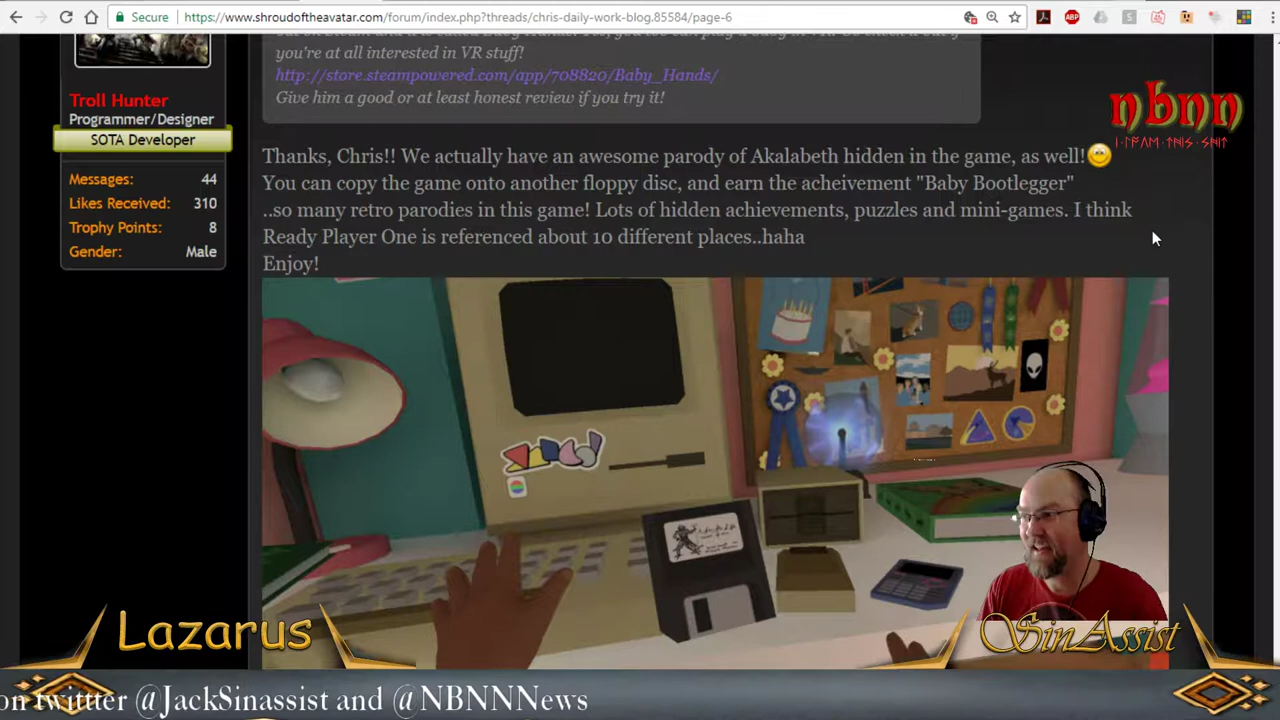 Secure
https://www.shroudoftheavatar.com/forum/index.php?threads/chris-daily-work-blog.85584/page-6
ABP
you're at all interested in VR stuff!
http://store.steampowered.com/app/708820/Baby_Hands/
Give him a good or at least honest review if you try it!
Troll Hunter
Programmer/Designer
SOTA Developer
Messages: 44
Likes Received: 310
Trophy Points: 8
Gender: Male
nbnn
Thanks, Chris!! We actually have an awesome parody of Akalabeth hidden in the game, as well!
You can copy the game onto another floppy disc, and earn the acheivement "Baby Bootlegger"
..so many retro parodies in this game! Lots of hidden achievements, puzzles and mini-games. I think
Ready Player One is referenced about 10 different places..haha
Enjoy!
Lazarus
SinAssist
on twittter @JackSinassist and @NBNNNews